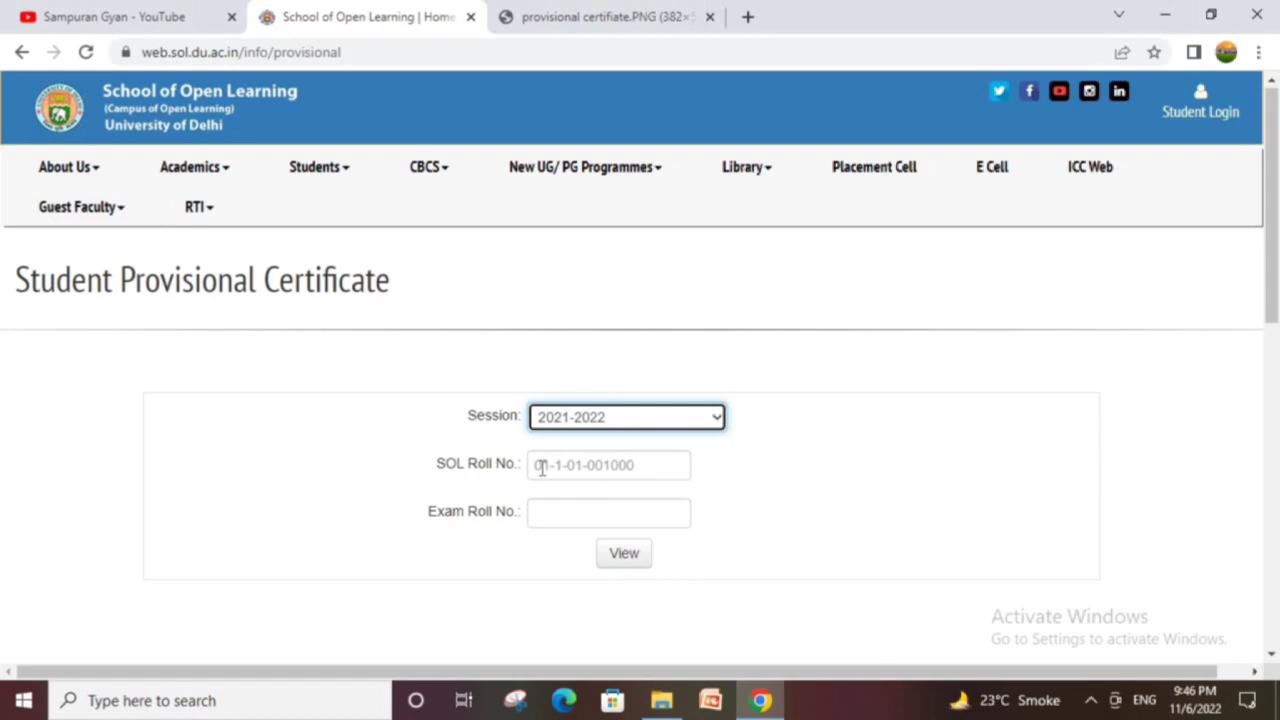 Sampuran Gyan - YouTube
School of Open Learning | Home
provisional certifiate.PNG (382×5
web.sol.du.ac.in/info/provisional
School of Open Learning
(Campus of Open Learning)
University of Delhi
Student Login
About Us
Academics
Students
CBCS
New UG/ PG Programmes
Library
Placement Cell
E Cell
ICC Web
Guest Faculty
RTI
Student Provisional Certificate
Session: 2021-2022
SOL Roll No.: 01-1-01-001000
Exam Roll No.:
View
Activate Windows
Go to Settings to activate Windows.
Type here to search
23°C Smoke
ENG
9:46 PM
11/6/2022